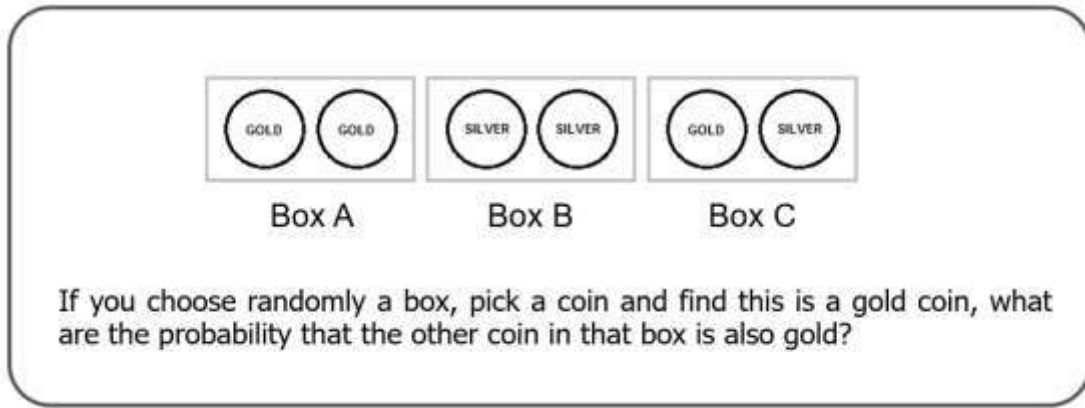 GOLD GOLD SILVER SILVER GOLD SILVER
Box A Box B Box C
If you choose randomly a box, pick a coin and find this is a gold coin, what
are the probability that the other coin in that box is also gold?